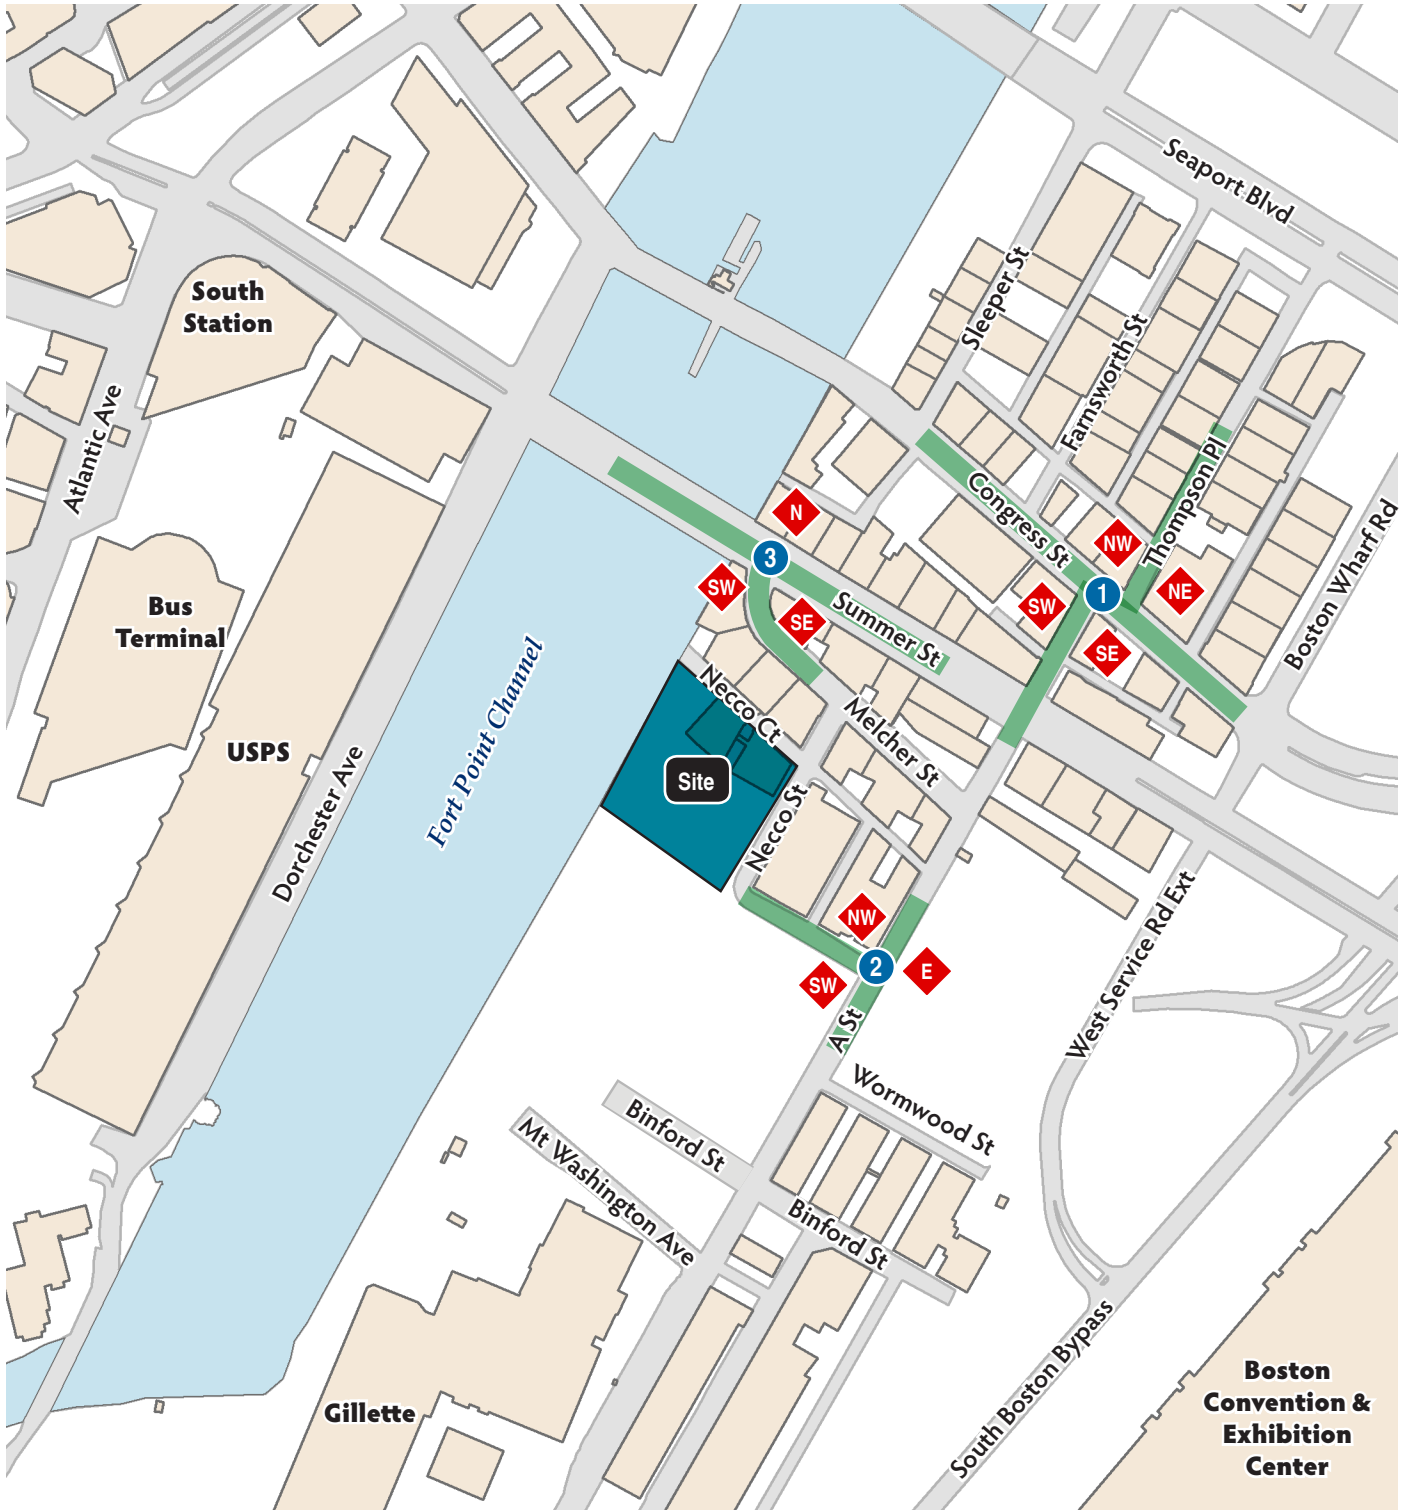 Seaport Blvd
Sleeper St
South
Station
Farnsworth St
Atlantic Ave
Thompson Pl
Congress St
Boston Wharf Rd
N
NW
3
SW
SW
1
NE
SE
Summer St
SE
Bus
Terminal
Fort Point Channel
Necco Ct
Melcher St
USPS
Site
Dorchester Ave
Necco St
NW
West Service Rd Ext
2
E
SW
A St
Wormwood St
Binford St
Mt Washington Ave
Binford St
South Boston Bypass
Gillette
Boston
Convention &
Exhibition
Center